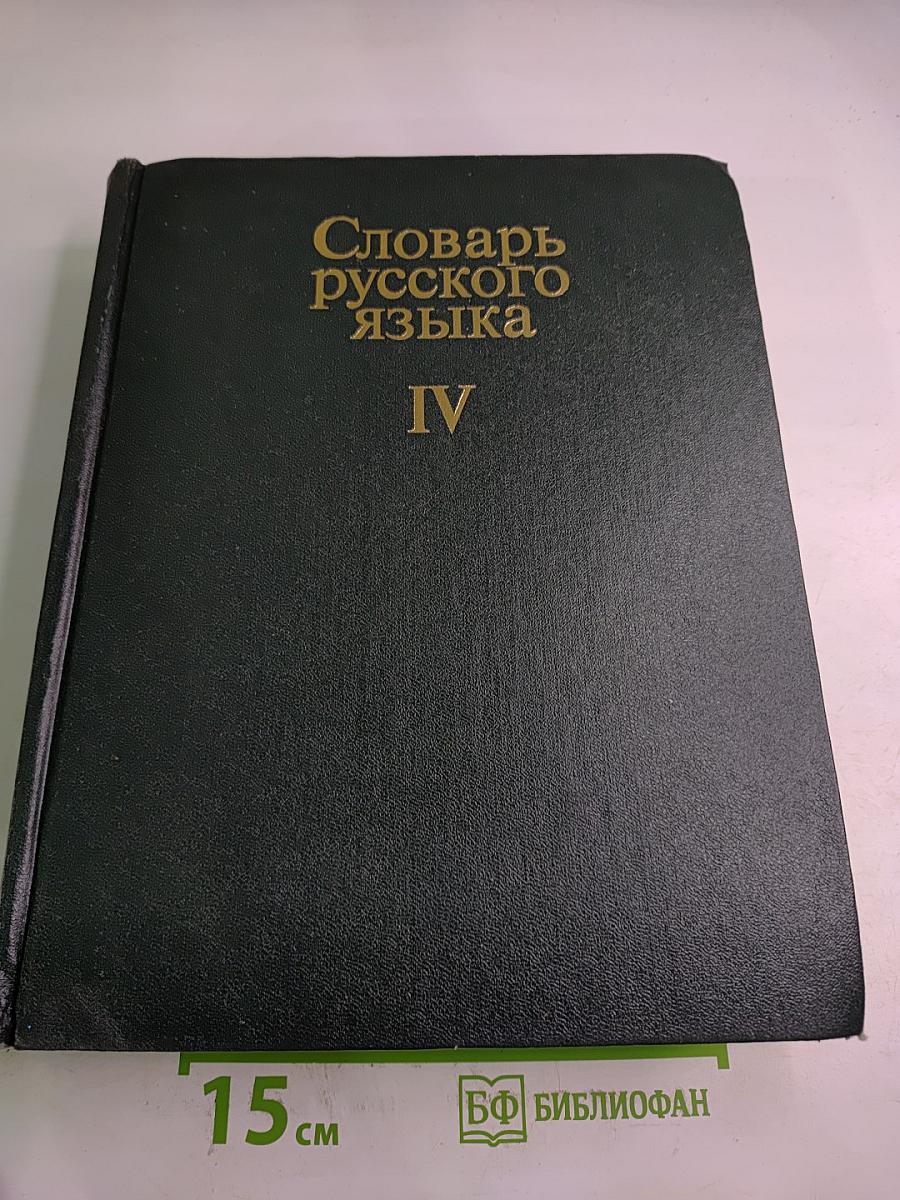 Словарь
русского
языка
IV
15 см
БФ БИБЛИОФАН